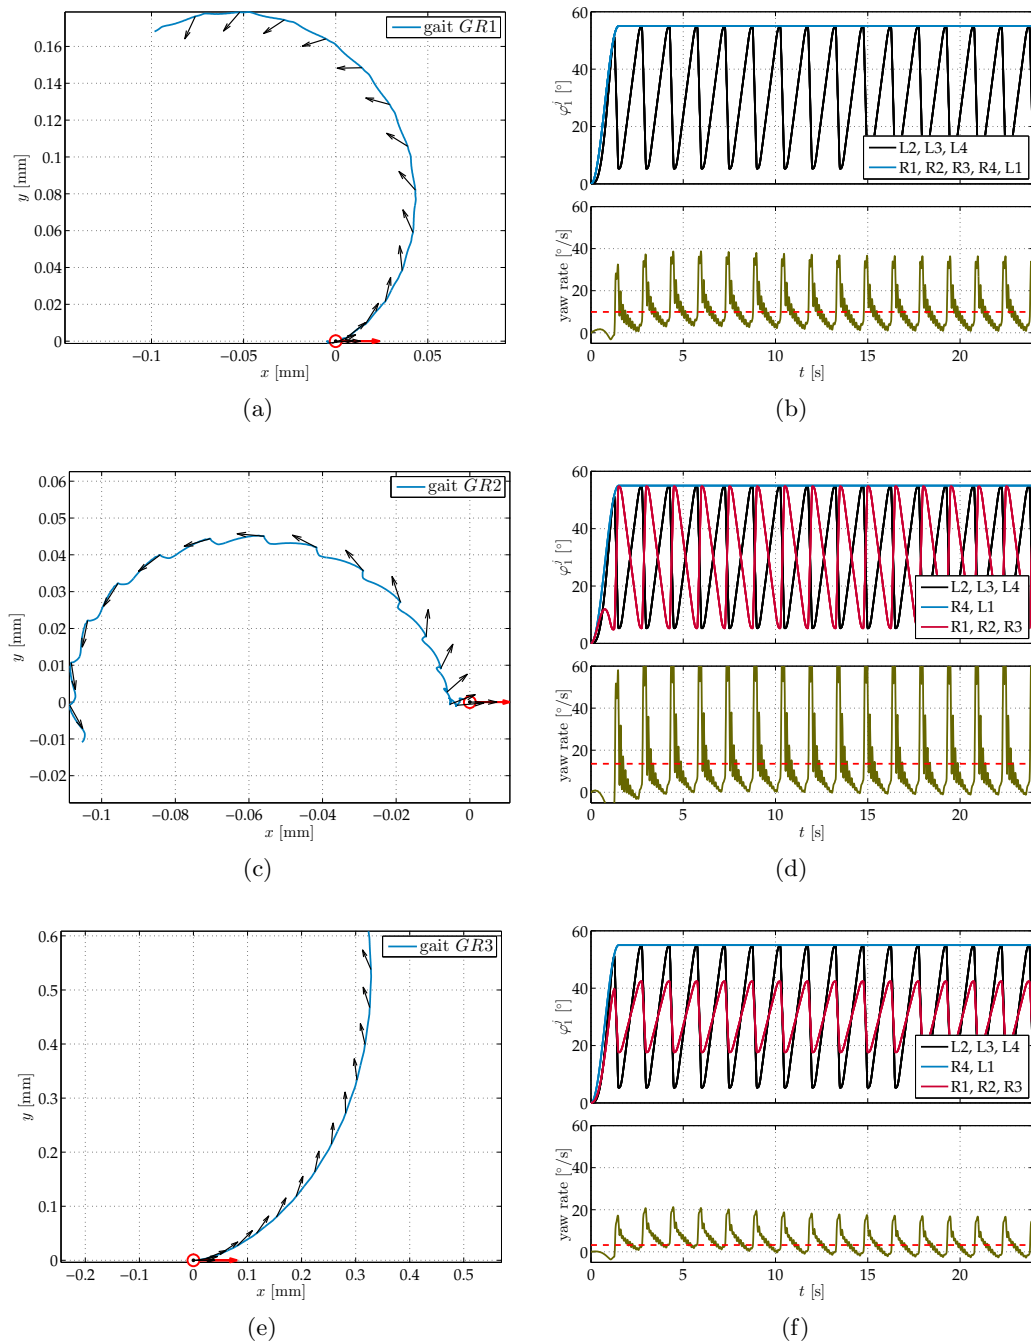 gait GR1
0.16
0.14
0.12
0.1
0.08
0.06
0.04
0.02
0
y [mm]
−0.1
−0.05
0
0.05
x [mm]
(a)
60
40
20
0
φ₁ʲ [°]
L2, L3, L4
R1, R2, R3, R4, L1
60
40
20
0
yaw rate [°/s]
0
5
10
15
20
t [s]
(b)
gait GR2
0.06
0.05
0.04
0.03
0.02
0.01
0
−0.01
−0.02
y [mm]
−0.1
−0.08
−0.06
−0.04
−0.02
0
x [mm]
(c)
60
40
20
0
φ₁ʲ [°]
L2, L3, L4
R4, L1
R1, R2, R3
60
40
20
0
yaw rate [°/s]
0
5
10
15
20
t [s]
(d)
gait GR3
0.6
0.5
0.4
0.3
0.2
0.1
0
y [mm]
−0.2
−0.1
0
0.1
0.2
0.3
0.4
0.5
x [mm]
(e)
60
40
20
0
φ₁ʲ [°]
L2, L3, L4
R4, L1
R1, R2, R3
60
40
20
0
yaw rate [°/s]
0
5
10
15
20
t [s]
(f)